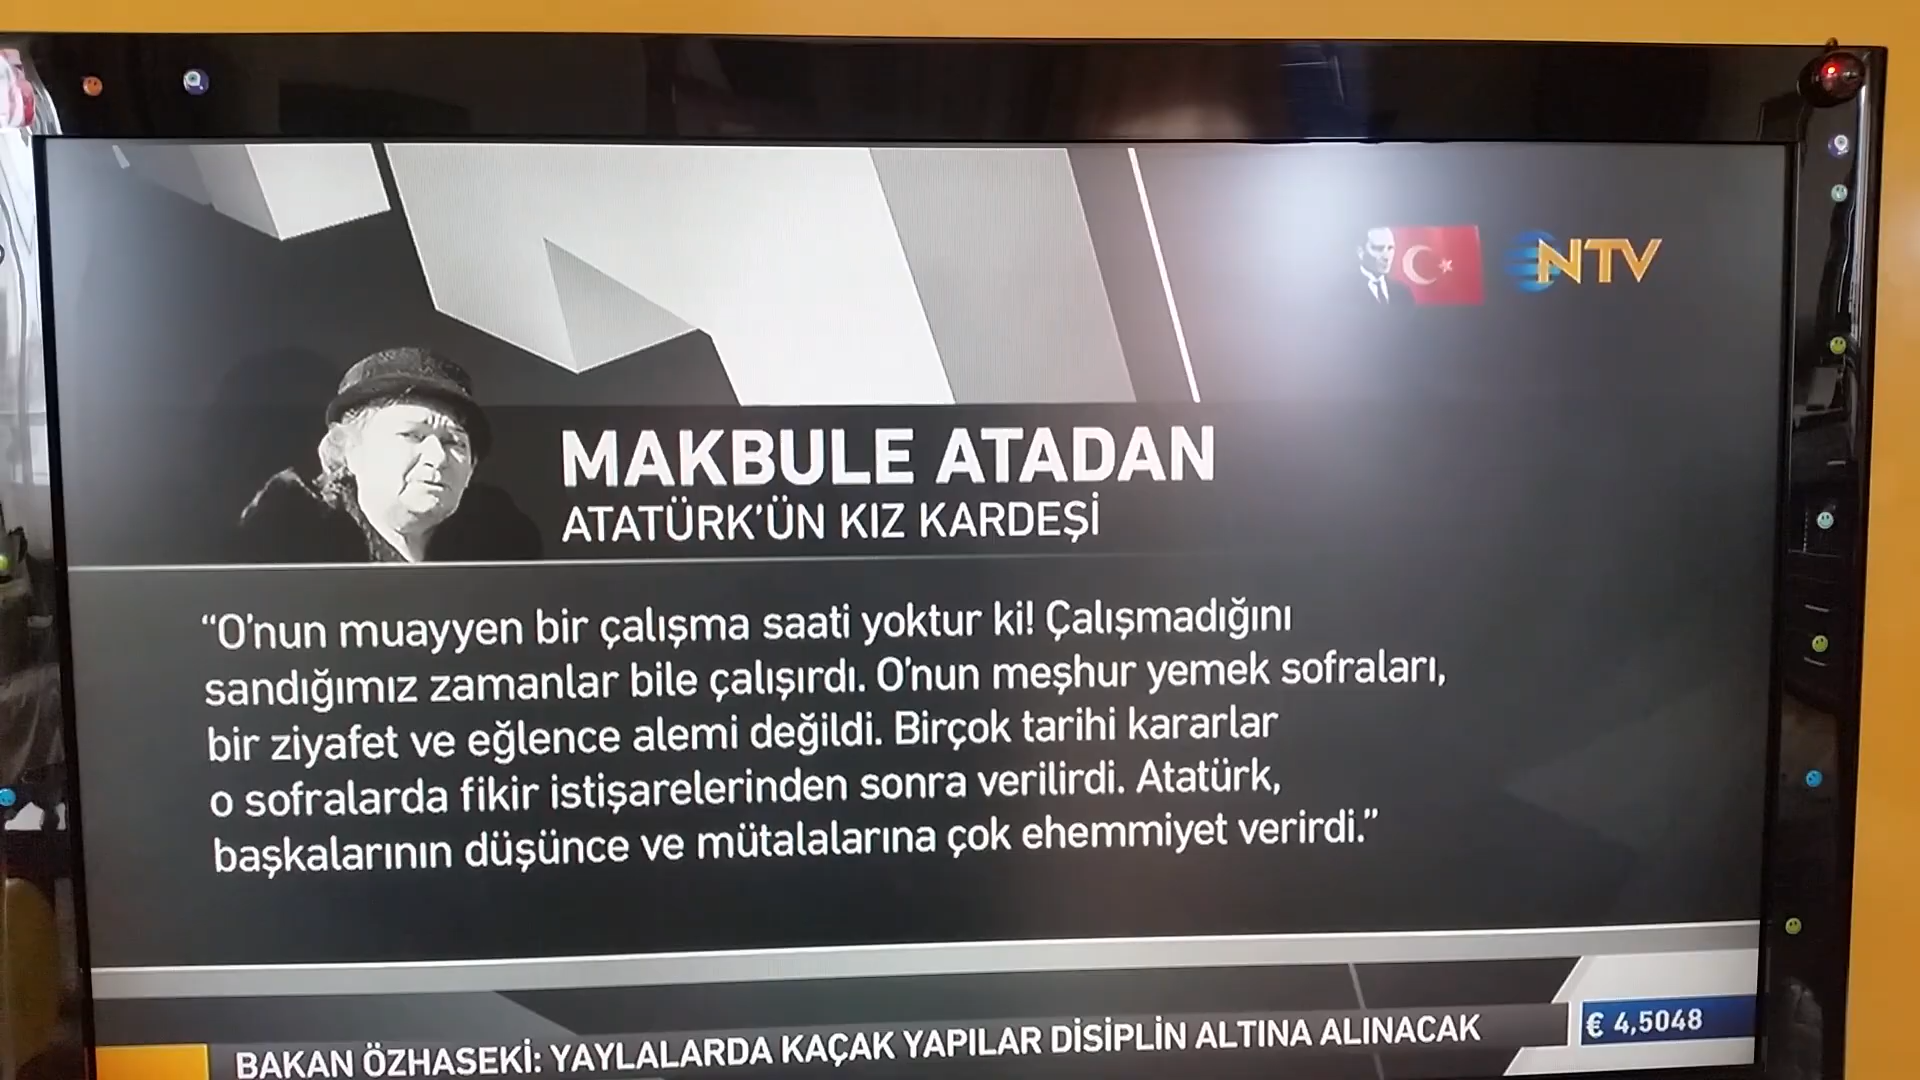 NTV
MAKBULE ATADAN
ATATÜRK'ÜN KIZ KARDEŞİ
“O’nun muayyen bir çalışma saati yoktur ki! Çalışmadığını
sandığımız zamanlar bile çalışırdı. O’nun meşhur yemek sofraları,
bir ziyafet ve eğlence alemi değildi. Birçok tarihi kararlar
o sofralarda fikir istişarelerinden sonra verilirdi. Atatürk,
başkalarının düşünce ve mütalalarına çok ehemmiyet verirdi.”
€ 4,5048
BAKAN ÖZHASEKİ: YAYLALARDA KAÇAK YAPILAR DİSİPLİN ALTINA ALINACAK